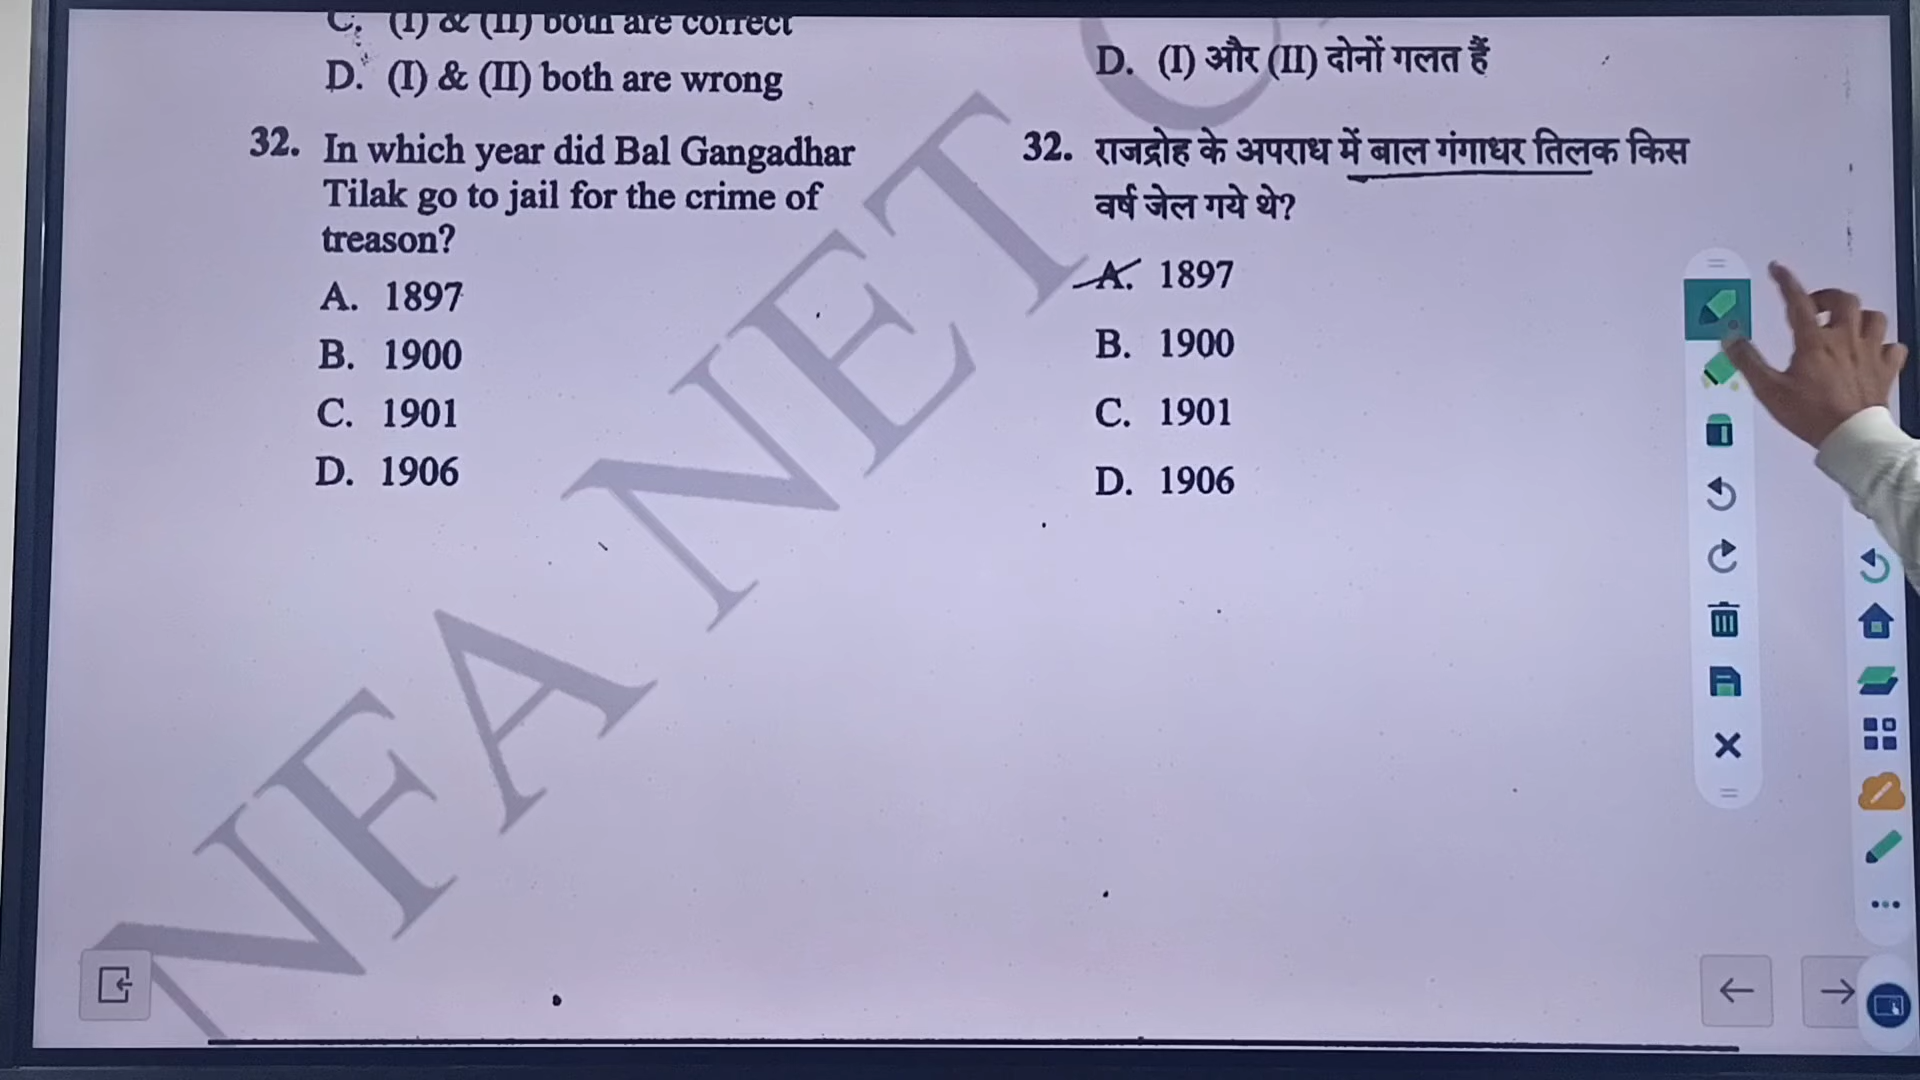 C. (I) & (II) both are correct
D. (I) & (II) both are wrong
32. In which year did Bal Gangadhar
Tilak go to jail for the crime of
treason?
A. 1897
B. 1900
C. 1901
D. 1906
D. (I) और (II) दोनों गलत हैं
32. राजद्रोह के अपराध में बाल गंगाधर तिलक किस
वर्ष जेल गये थे?
A. 1897
B. 1900
C. 1901
D. 1906
NFA NET